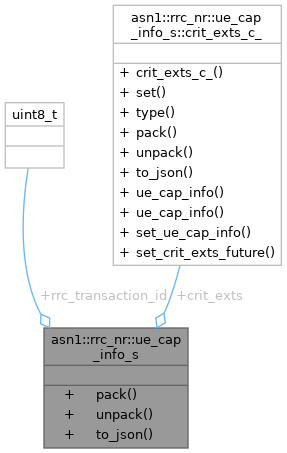 asn1::rrc_nr::ue_cap
_info_s::crit_exts_c_
+ crit_exts_c_()
+ set()
+ type()
+ pack()
+ unpack()
+ to_json()
+ ue_cap_info()
+ ue_cap_info()
+ set_ue_cap_info()
+ set_crit_exts_future()
uint8_t
+rrc_transaction_id
+crit_exts
asn1::rrc_nr::ue_cap
_info_s
+ pack()
+ unpack()
+ to_json()